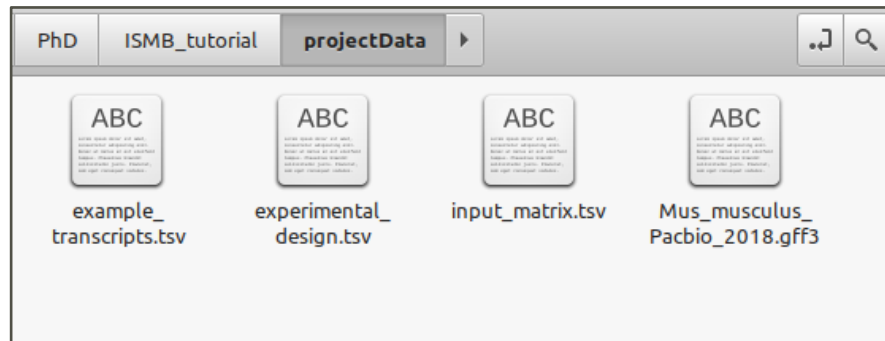 PhD ISMB_tutorial projectData
ABC ABC ABC ABC
example_ experimental_ input_matrix.tsv Mus_musculus_
transcripts.tsv design.tsv Pacbio_2018.gff3